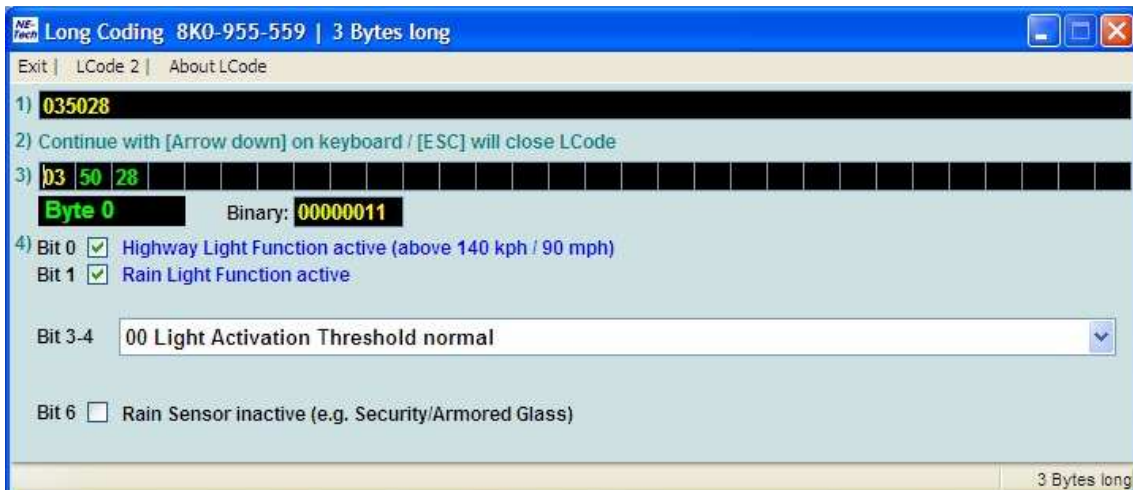 NE-Tech Long Coding 8K0-955-559 | 3 Bytes long
Exit | LCode 2 | About LCode
1) 035028
2) Continue with [Arrow down] on keyboard / [ESC] will close LCode
3) 03 50 28
Byte 0 Binary: 00000011
4) Bit 0 Highway Light Function active (above 140 kph / 90 mph)
Bit 1 Rain Light Function active
Bit 3-4 00 Light Activation Threshold normal
Bit 6 Rain Sensor inactive (e.g. Security/Armored Glass)
3 Bytes long